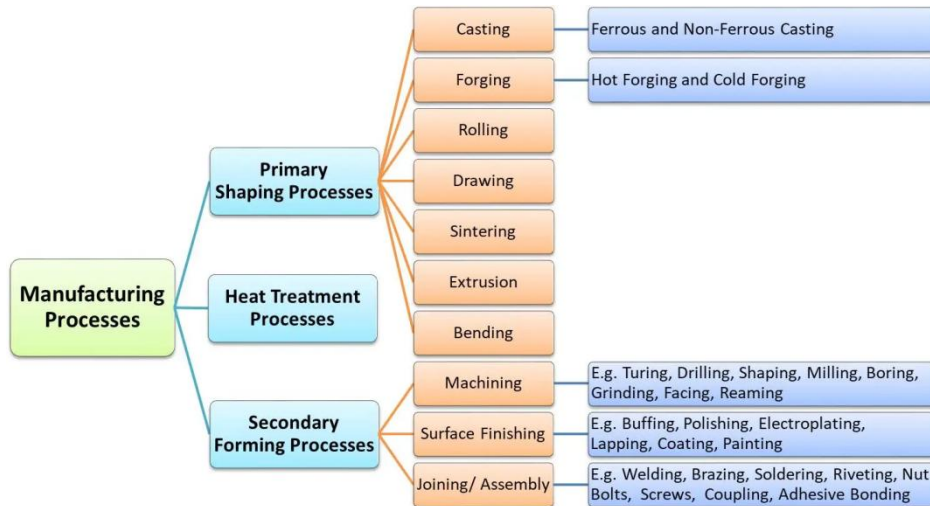 Casting
Ferrous and Non-Ferrous Casting
Forging
Hot Forging and Cold Forging
Rolling
Primary
Shaping Processes
Drawing
Sintering
Manufacturing
Processes
Heat Treatment
Processes
Extrusion
Bending
Machining
E.g. Turing, Drilling, Shaping, Milling, Boring,
Grinding, Facing, Reaming
Secondary
Forming Processes
Surface Finishing
E.g. Buffing, Polishing, Electroplating,
Lapping, Coating, Painting
Joining/ Assembly
E.g. Welding, Brazing, Soldering, Riveting, Nut
Bolts, Screws, Coupling, Adhesive Bonding